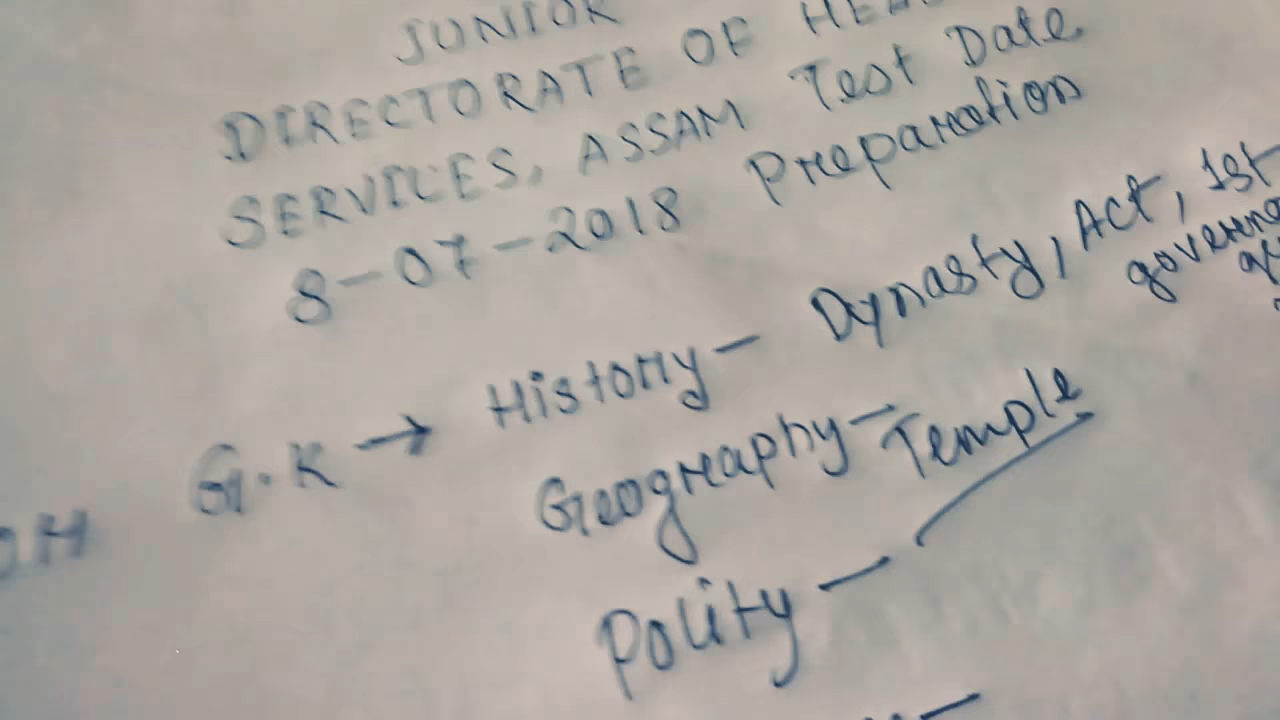 JUNIOR
DIRECTORATE OF
SERVICES, ASSAM Test Date
8-07-2018 Preparation
G.K → History - Dynasty, Act, 1st
Geography - Temple
Polity -